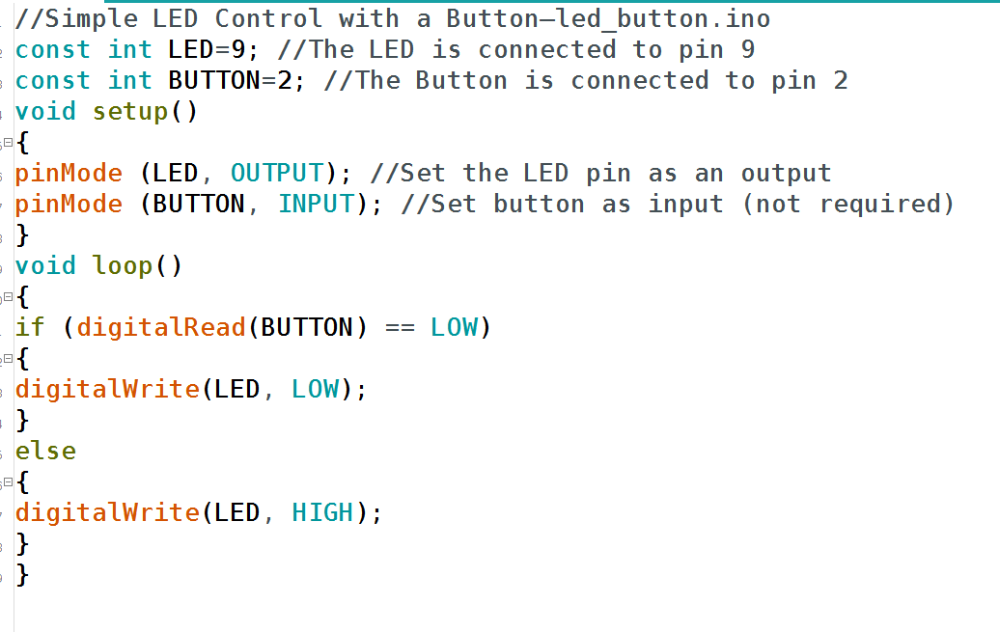 //Simple LED Control with a Button—led_button.ino
const int LED=9; //The LED is connected to pin 9
const int BUTTON=2; //The Button is connected to pin 2
void setup()
{
pinMode (LED, OUTPUT); //Set the LED pin as an output
pinMode (BUTTON, INPUT); //Set button as input (not required)
}
void loop()
{
if (digitalRead(BUTTON) == LOW)
{
digitalWrite(LED, LOW);
}
else
{
digitalWrite(LED, HIGH);
}
}